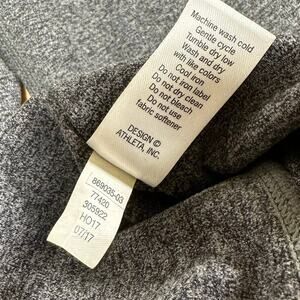 Machine wash cold
Gentle cycle
Tumble dry low
Wash and dry
with like colors
Cool iron
Do not iron label
Do not dry clean
Do not bleach
Do not use
fabric softener
DESIGN ©
ATHLETA, INC.
869035-03
77420
305922
HO17
07/17